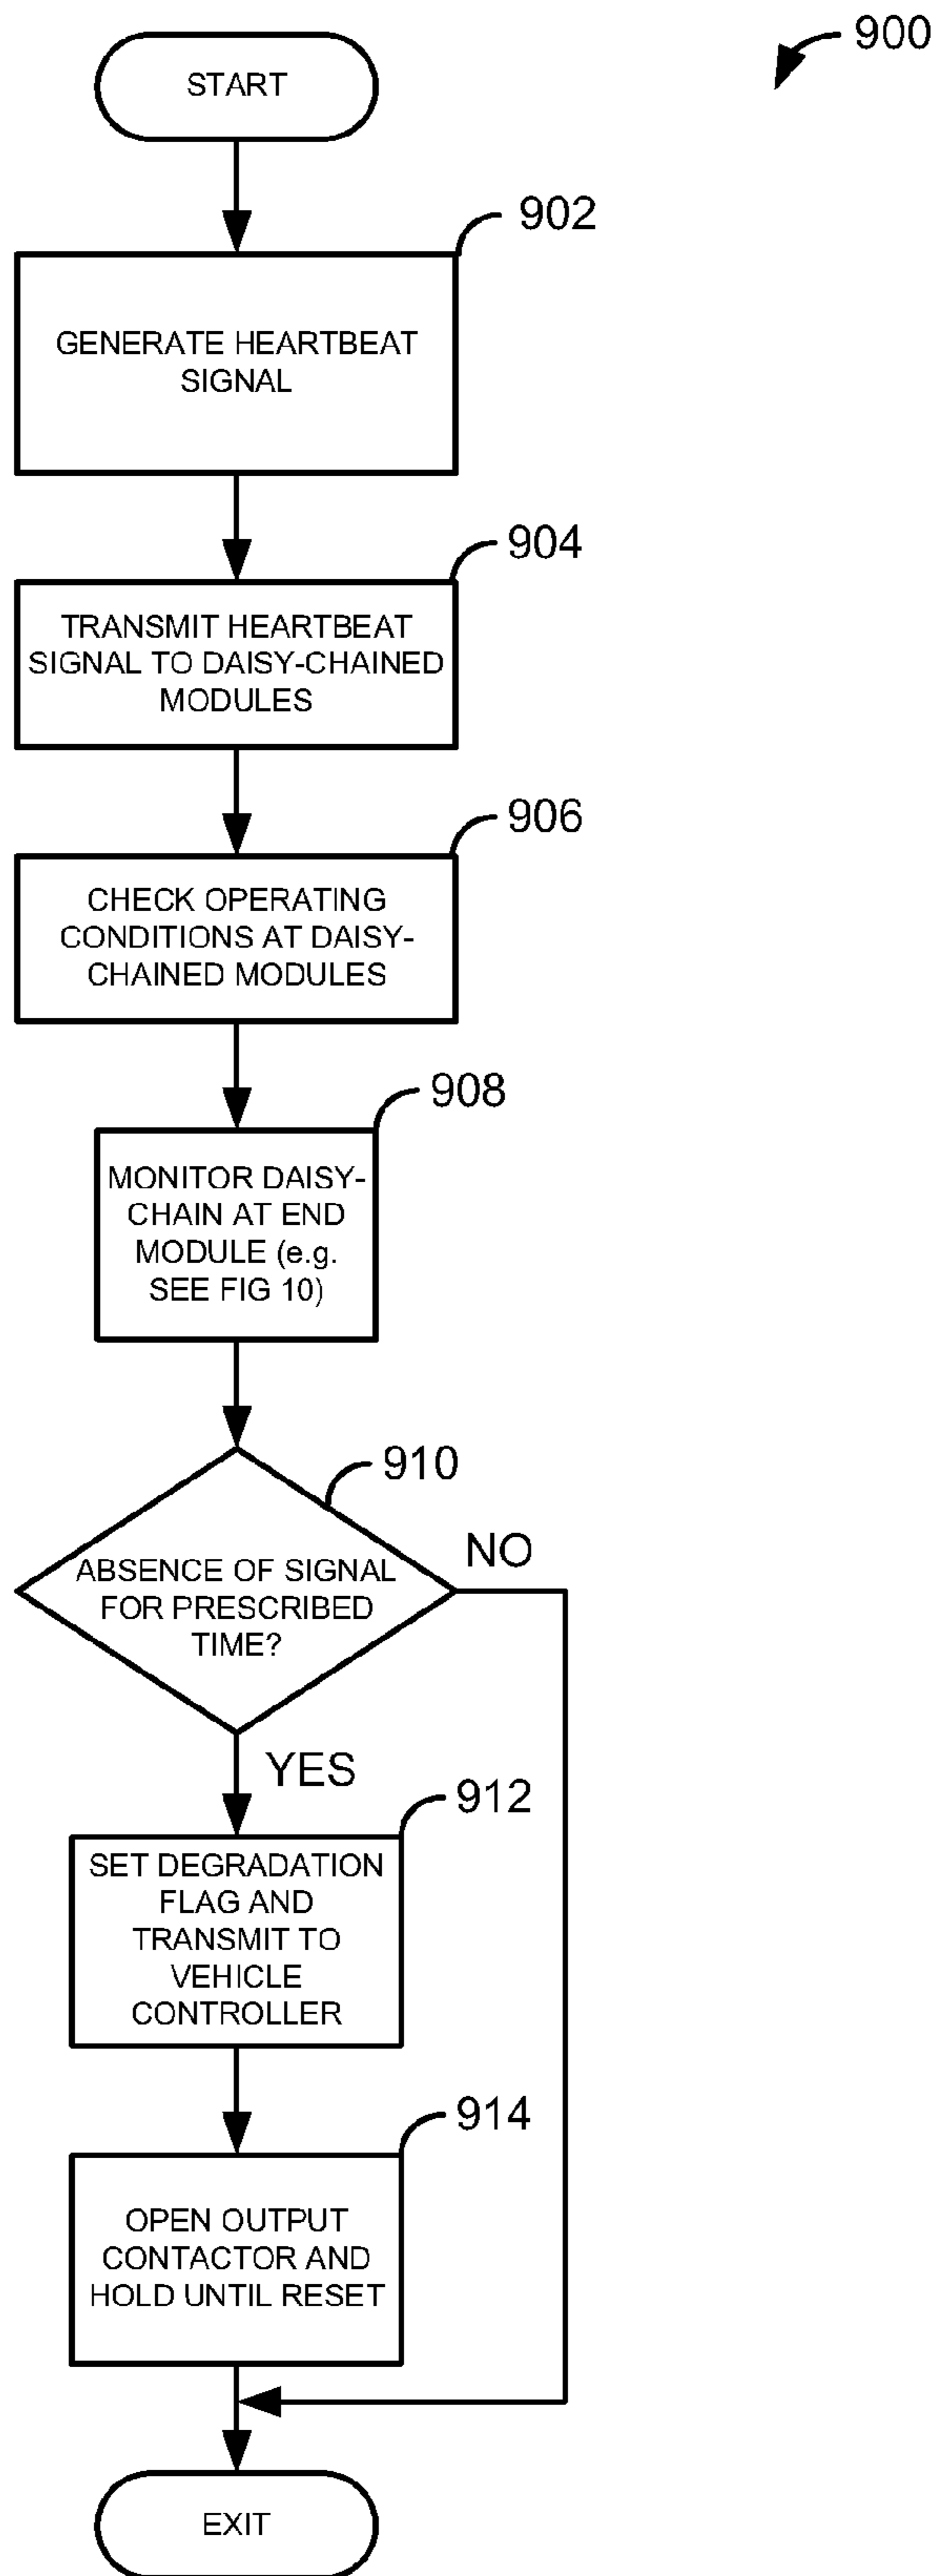 900
START
902
GENERATE HEARTBEAT
SIGNAL
904
TRANSMIT HEARTBEAT
SIGNAL TO DAISY-CHAINED
MODULES
906
CHECK OPERATING
CONDITIONS AT DAISY-
CHAINED MODULES
908
MONITOR DAISY-
CHAIN AT END
MODULE (e.g.
SEE FIG 10)
910
ABSENCE OF SIGNAL
FOR PRESCRIBED
TIME?
NO
YES
912
SET DEGRADATION
FLAG AND
TRANSMIT TO
VEHICLE
CONTROLLER
914
OPEN OUTPUT
CONTACTOR AND
HOLD UNTIL RESET
EXIT